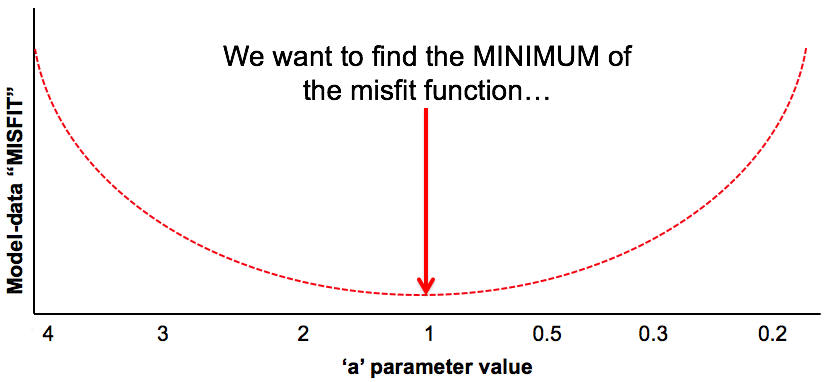 We want to find the MINIMUM of
the misfit function…
Model-data “MISFIT”
4 3 2 1 0.5 0.3 0.2
‘a’ parameter value